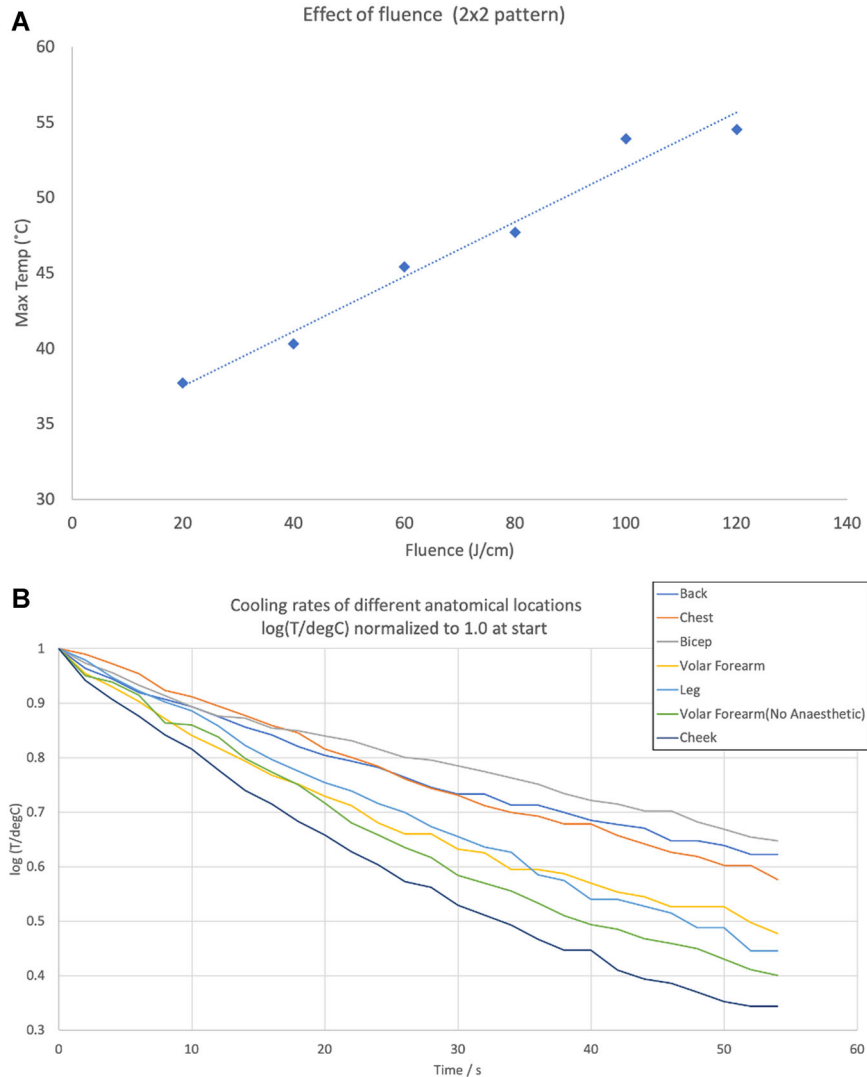 A
Effect of fluence (2x2 pattern)
60
55
50
45
40
35
30
Max Temp (˚C)
0 20 40 60 80 100 120 140
Fluence (J/cm)
B
Cooling rates of different anatomical locations
log(T/degC) normalized to 1.0 at start
Back
Chest
Bicep
Volar Forearm
Leg
Volar Forearm(No Anaesthetic)
Cheek
1
0.9
0.8
0.7
0.6
0.5
0.4
0.3
log (T/degC)
0 10 20 30 40 50 60
Time / s